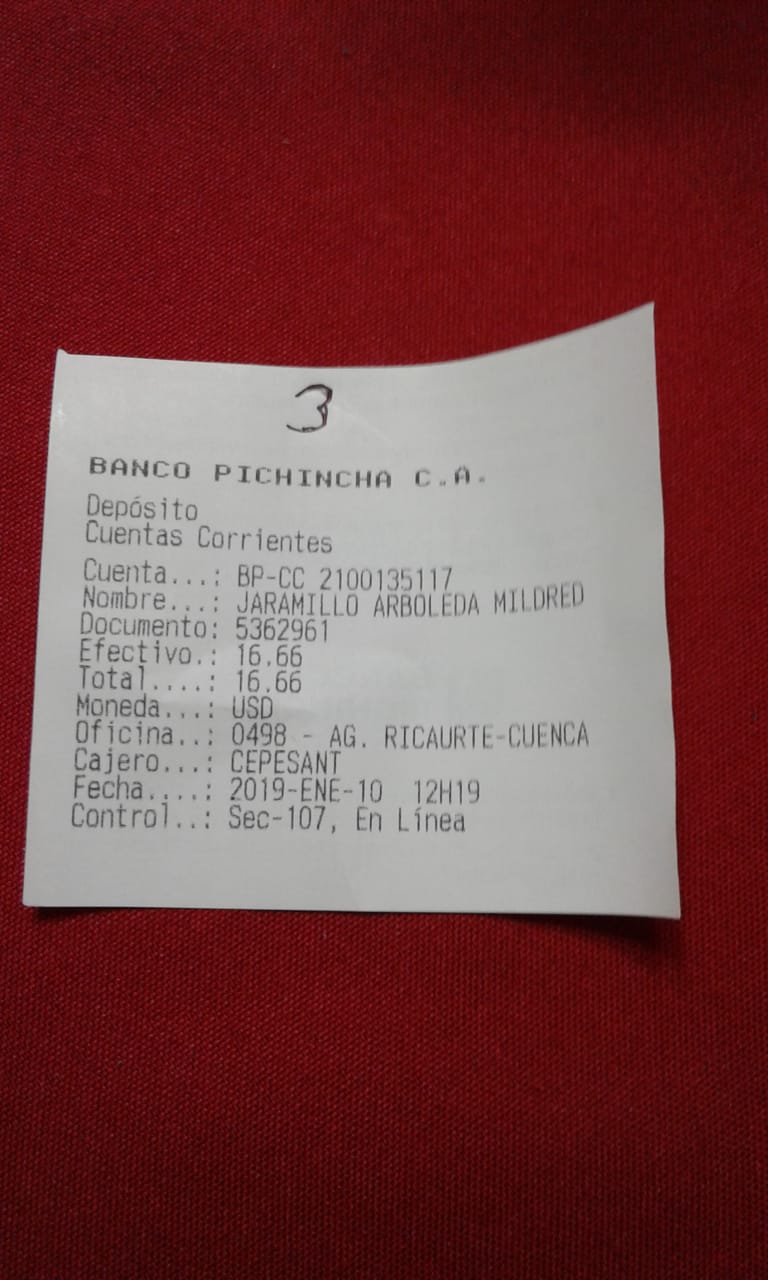 3
BANCO PICHINCHA C.A.
Depósito
Cuentas Corrientes
Cuenta...: BP-CC 2100135117
Nombre...: JARAMILLO ARBOLEDA MILDRED
Documento: 5362961
Efectivo.: 16.66
Total....: 16.66
Moneda...: USD
Oficina..: 0498 - AG. RICAURTE-CUENCA
Cajero...: CEPESANT
Fecha....: 2019-ENE-10  12H19
Control..: Sec-107, En Línea